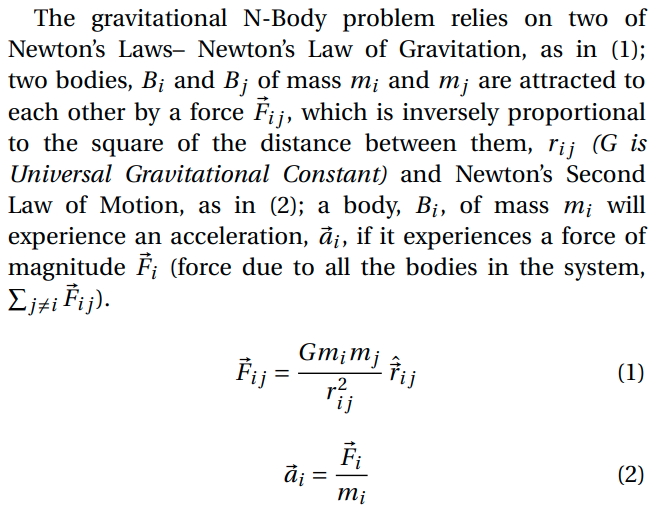 The gravitational N-Body problem relies on two of
Newton's Laws– Newton's Law of Gravitation, as in (1);
two bodies, $B_i$ and $B_j$ of mass $m_i$ and $m_j$ are attracted to
each other by a force $\vec{F}_{ij}$, which is inversely proportional
to the square of the distance between them, $r_{ij}$ (G is
Universal Gravitational Constant) and Newton's Second
Law of Motion, as in (2); a body, $B_i$, of mass $m_i$ will
experience an acceleration, $\vec{a}_i$, if it experiences a force of
magnitude $\vec{F}_i$ (force due to all the bodies in the system,
$\sum_{j \neq i} \vec{F}_{ij}$).
$\vec{F}_{ij} = \frac{G m_i m_j}{r_{ij}^2} \hat{\vec{r}}_{ij}$ (1)
$\vec{a}_i = \frac{\vec{F}_i}{m_i}$ (2)